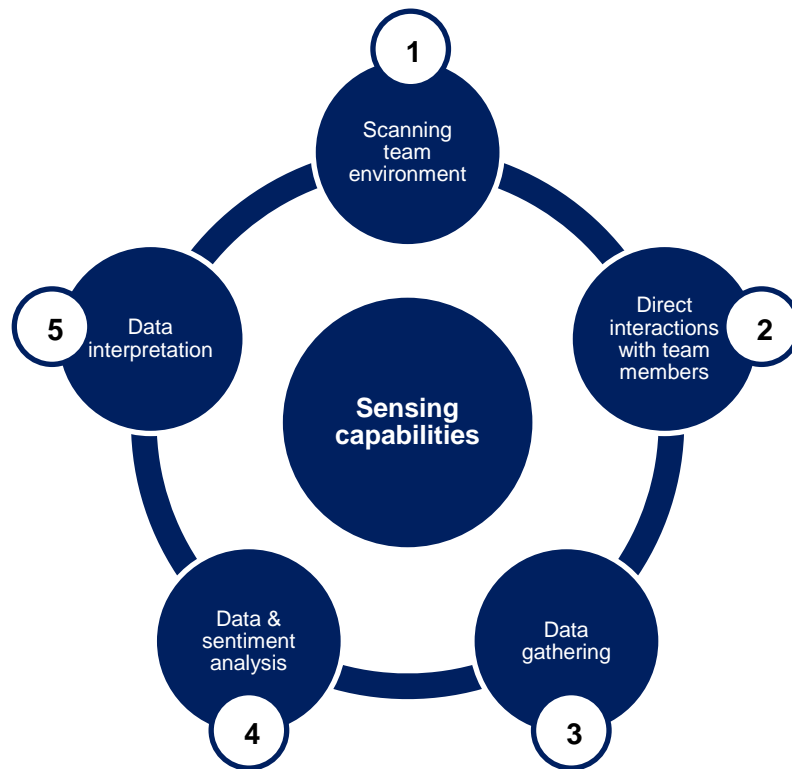 1
Scanning
team
environment
2
Direct
interactions
with team
members
3
Data
gathering
4
Data &
sentiment
analysis
5
Data
interpretation
Sensing
capabilities